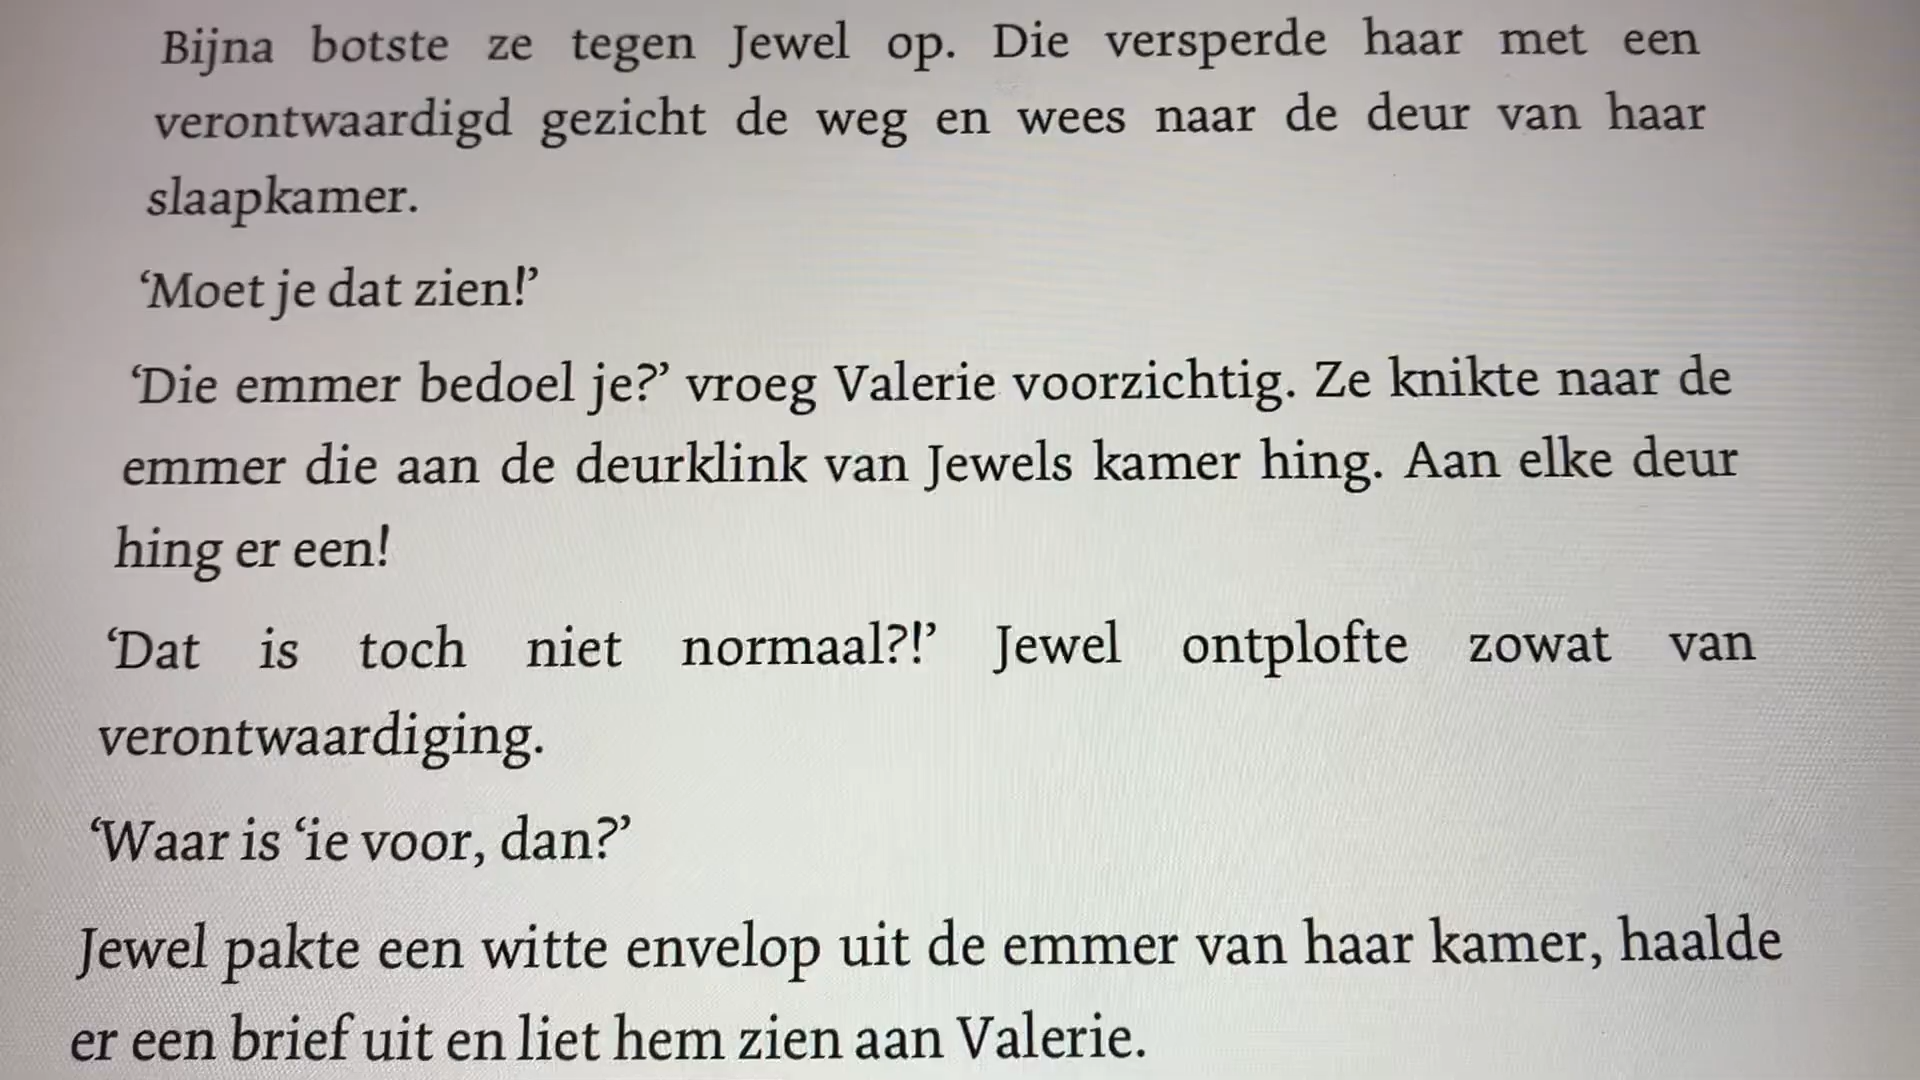 Bijna botste ze tegen Jewel op. Die versperde haar met een
verontwaardigd gezicht de weg en wees naar de deur van haar
slaapkamer.
‘Moet je dat zien!’
‘Die emmer bedoel je?’ vroeg Valerie voorzichtig. Ze knikte naar de
emmer die aan de deurklink van Jewels kamer hing. Aan elke deur
hing er een!
‘Dat is toch niet normaal?!’ Jewel ontplofte zowat van
verontwaardiging.
‘Waar is ‘ie voor, dan?’
Jewel pakte een witte envelop uit de emmer van haar kamer, haalde
er een brief uit en liet hem zien aan Valerie.